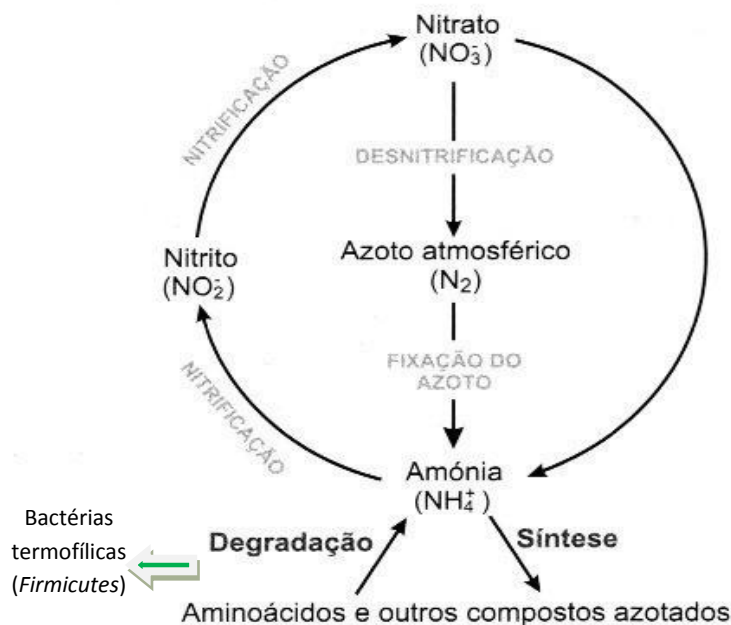 Nitrato
(NO₃⁻)
NITRIFICAÇÃO
DESNITRIFICAÇÃO
Nitrito
(NO₂⁻)
Azoto atmosférico
(N₂)
FIXAÇÃO DO
AZOTO
NITRIFICAÇÃO
Amónia
(NH₄⁺)
Bactérias
termofílicas
(Firmicutes)
Degradação
Síntese
Aminoácidos e outros compostos azotados